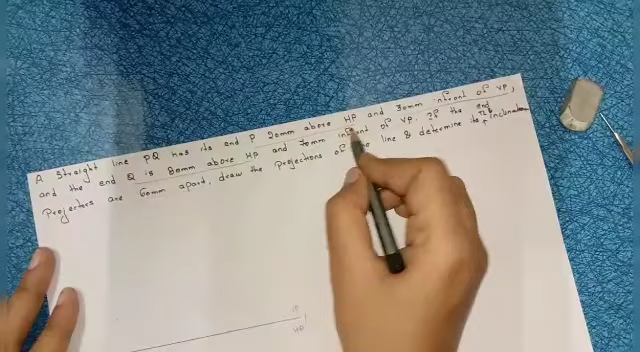 A straight line PQ has its end P 20mm above HP and 30mm infront of VP,
and the end Q is 80mm above HP and 70mm infront of VP. If the end
Projectors are 60mm apart, draw the projections of the line & determine its TL & inclination
HP